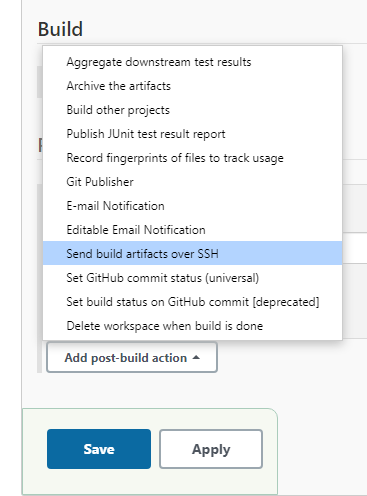 Build
Aggregate downstream test results
Archive the artifacts
Build other projects
Publish JUnit test result report
Record fingerprints of files to track usage
Git Publisher
E-mail Notification
Editable Email Notification
Send build artifacts over SSH
Set GitHub commit status (universal)
Set build status on GitHub commit [deprecated]
Delete workspace when build is done
Add post-build action
Save
Apply